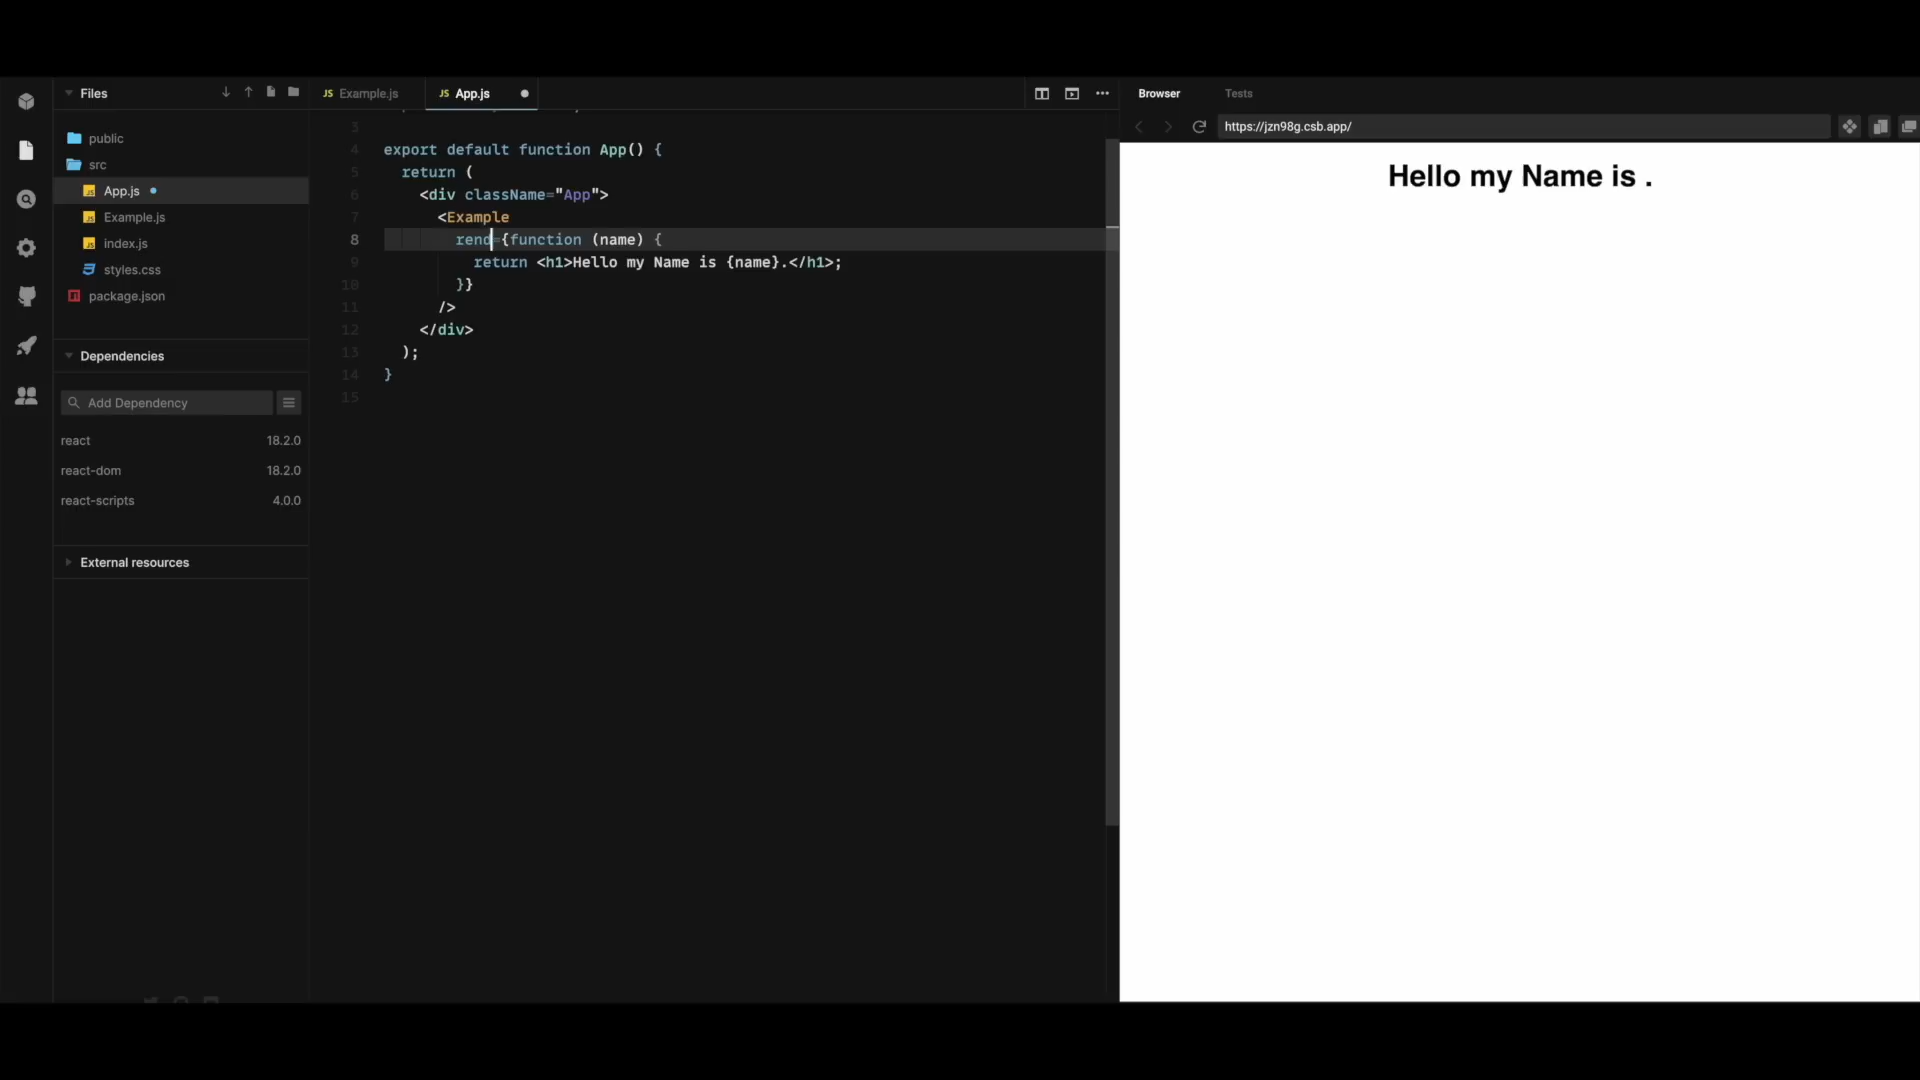 Files
Example.js
App.js
Browser
Tests
https://jzn98g.csb.app/
public
src
App.js
Example.js
index.js
styles.css
package.json
Dependencies
Add Dependency
react 18.2.0
react-dom 18.2.0
react-scripts 4.0.0
External resources
3
4 export default function App() {
5 return (
6 <div className="App">
7 <Example
8 rend={function (name) {
9 return <h1>Hello my Name is {name}.</h1>;
10 }}
11 />
12 </div>
13 );
14 }
15
Hello my Name is .